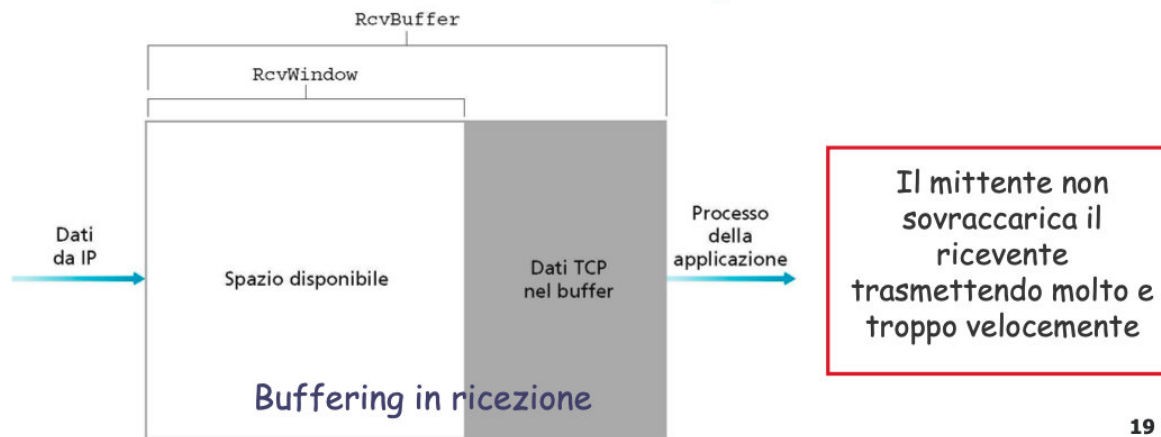 RcvBuffer
RcvWindow
Dati
da IP
Spazio disponibile
Dati TCP
nel buffer
Processo
della
applicazione
Buffering in ricezione
Il mittente non
sovraccarica il
ricevente
trasmettendo molto e
troppo velocemente
19